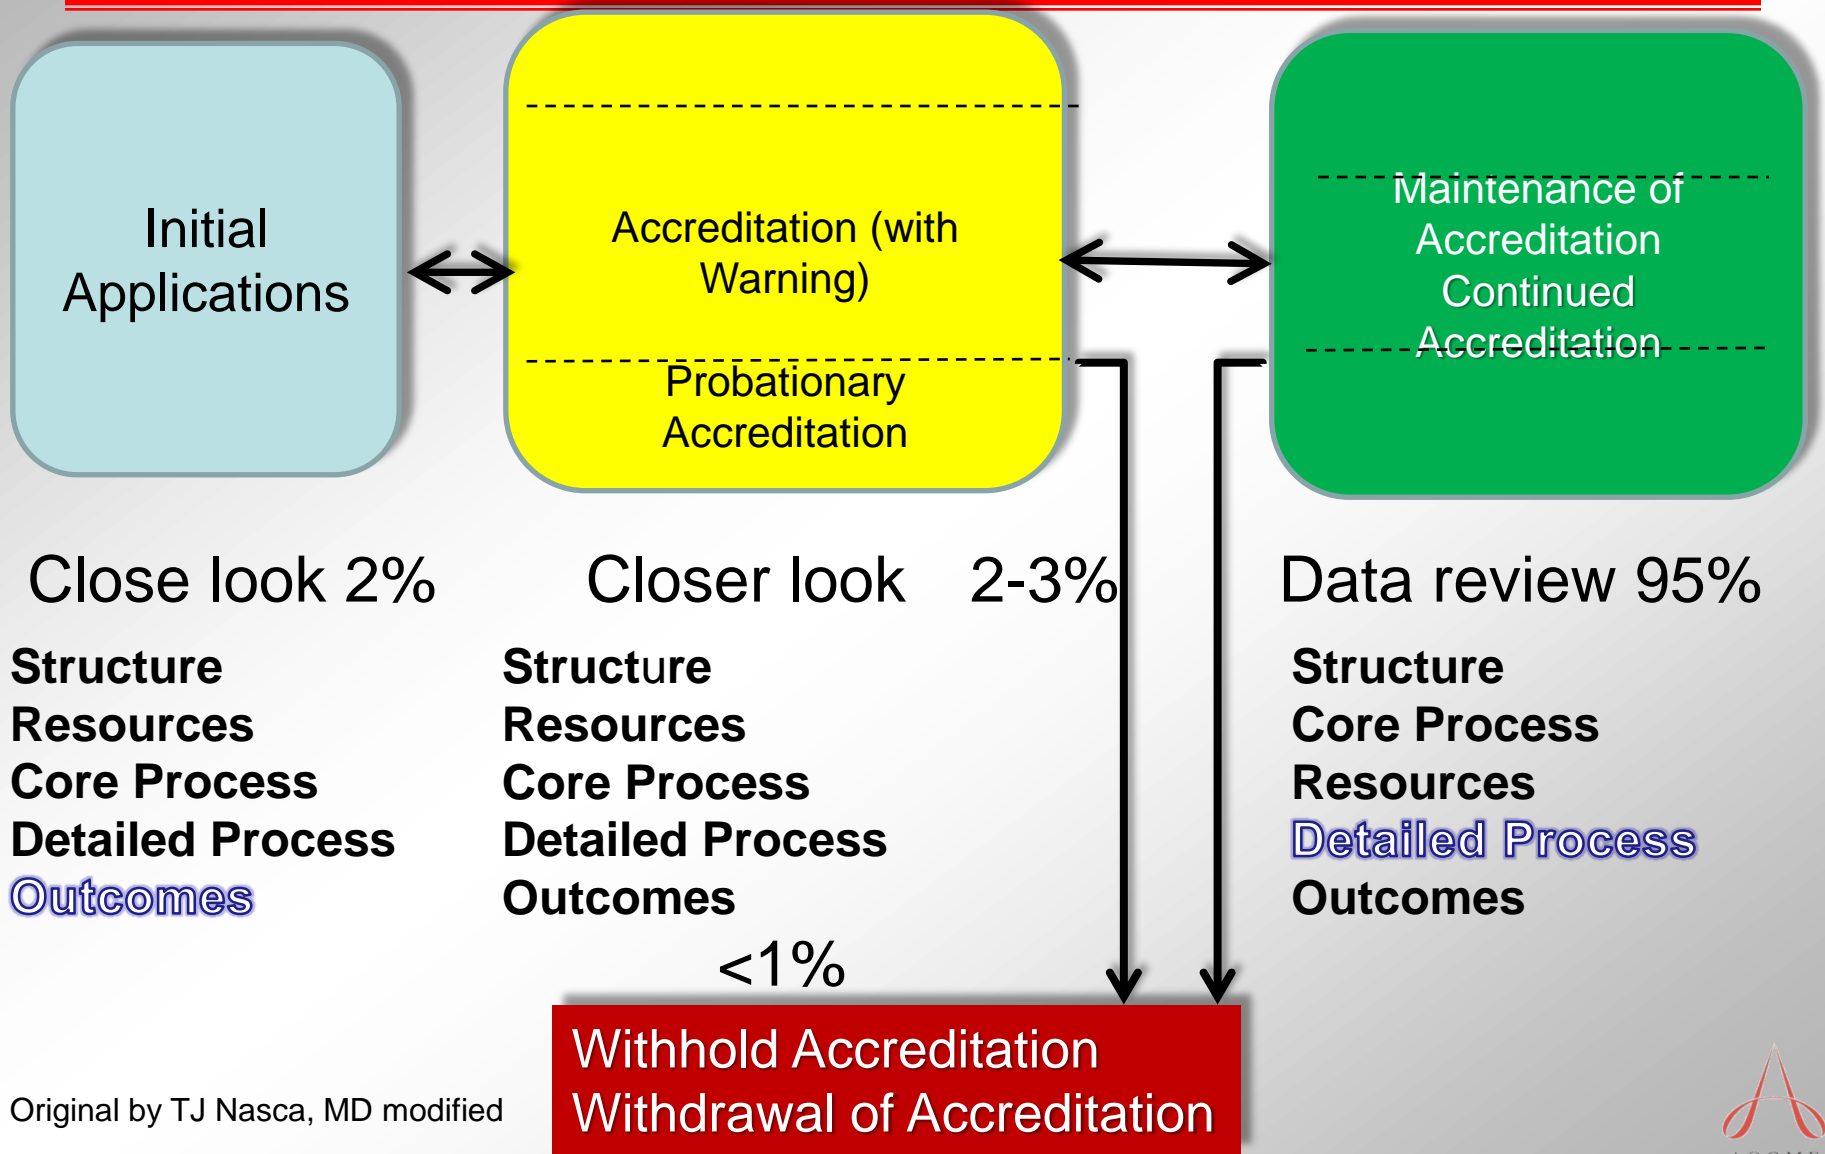 Initial
Applications
Accreditation (with
Warning)
Probationary
Accreditation
Maintenance of
Accreditation
Continued
Accreditation
Close look 2%
Structure
Resources
Core Process
Detailed Process
Outcomes
Closer look 2-3%
Structure
Resources
Core Process
Detailed Process
Outcomes
<1%
Data review 95%
Structure
Core Process
Resources
Detailed Process
Outcomes
Withhold Accreditation
Withdrawal of Accreditation
Original by TJ Nasca, MD modified